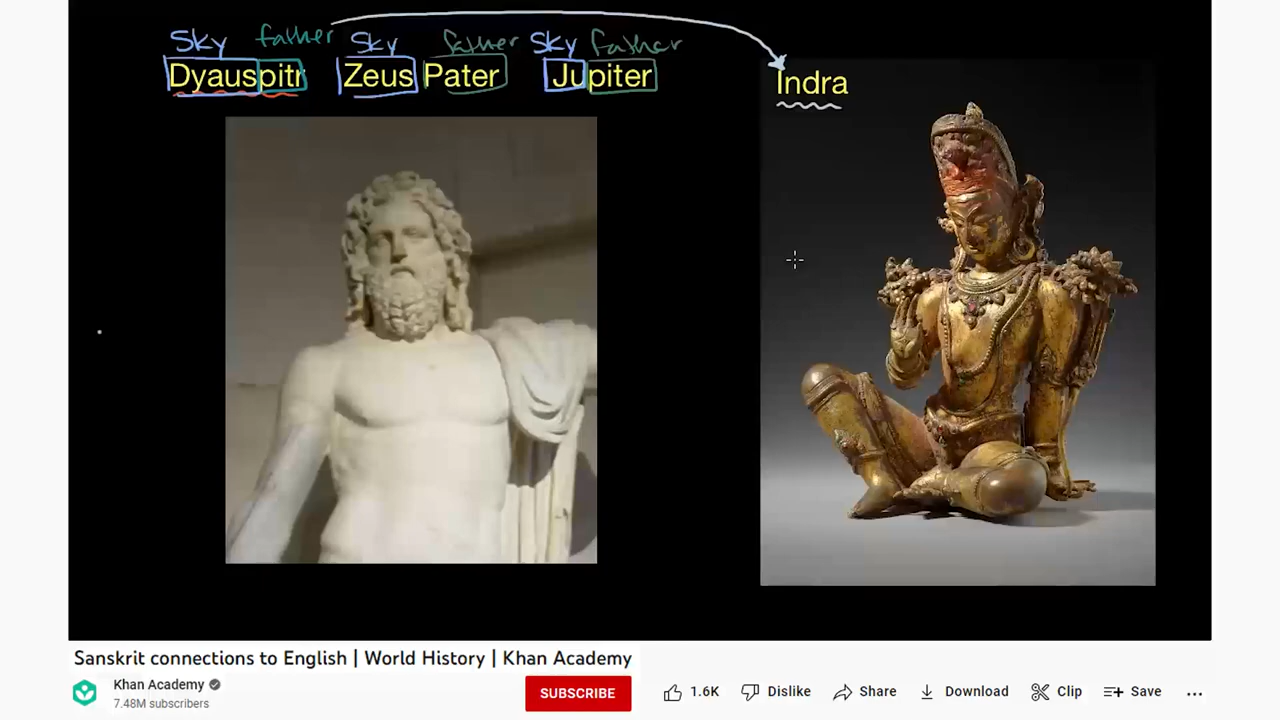 Sky father Sky father Sky father
Dyauspitr Zeus Pater Jupiter Indra
Sanskrit connections to English | World History | Khan Academy
Khan Academy
7.48M subscribers
SUBSCRIBE
1.6K
Dislike
Share
Download
Clip
Save